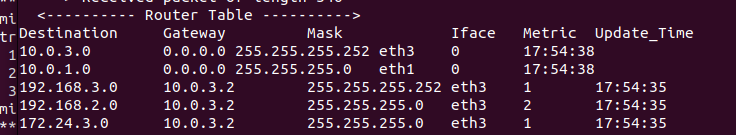 Received packet of length 346
<---------- Router Table ---------->
Destination Gateway Mask Iface Metric Update_Time
10.0.3.0 0.0.0.0 255.255.255.252 eth3 0 17:54:38
10.0.1.0 0.0.0.0 255.255.255.0 eth1 0 17:54:38
192.168.3.0 10.0.3.2 255.255.255.252 eth3 1 17:54:35
192.168.2.0 10.0.3.2 255.255.255.0 eth3 2 17:54:35
172.24.3.0 10.0.3.2 255.255.255.0 eth3 1 17:54:35
**
mi
tr
1
2
3
mi
**